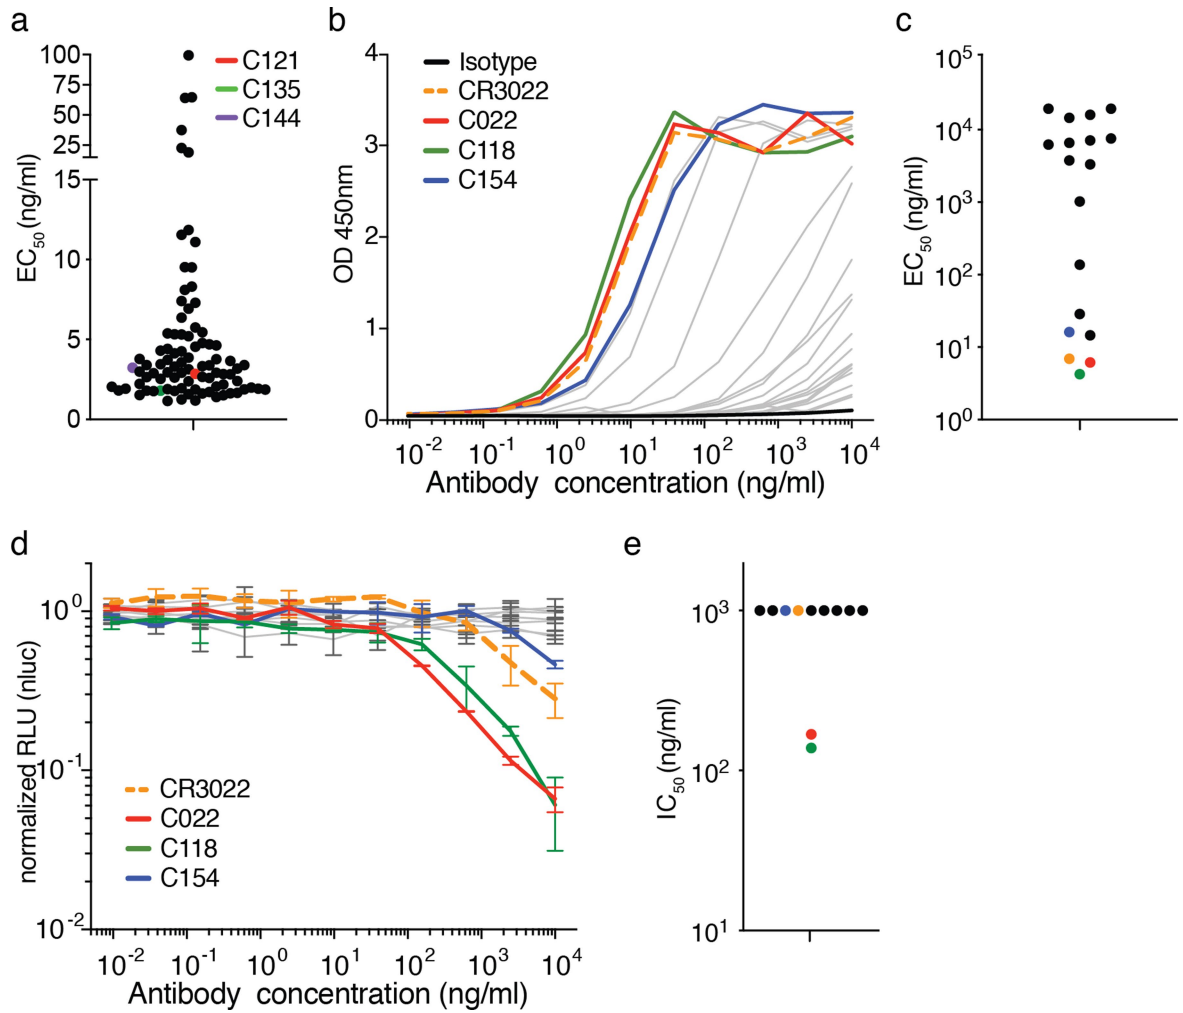 a
100
75
50
25
15
10
5
0
EC50 (ng/ml)
C121
C135
C144
b
4
3
2
1
0
OD 450nm
Isotype
CR3022
C022
C118
C154
10-2 10-1 100 101 102 103 104
Antibody concentration (ng/ml)
c
105
104
103
102
101
100
EC50 (ng/ml)
d
100
10-1
10-2
normalized RLU (nluc)
CR3022
C022
C118
C154
10-2 10-1 100 101 102 103 104
Antibody concentration (ng/ml)
e
103
102
101
IC50 (ng/ml)